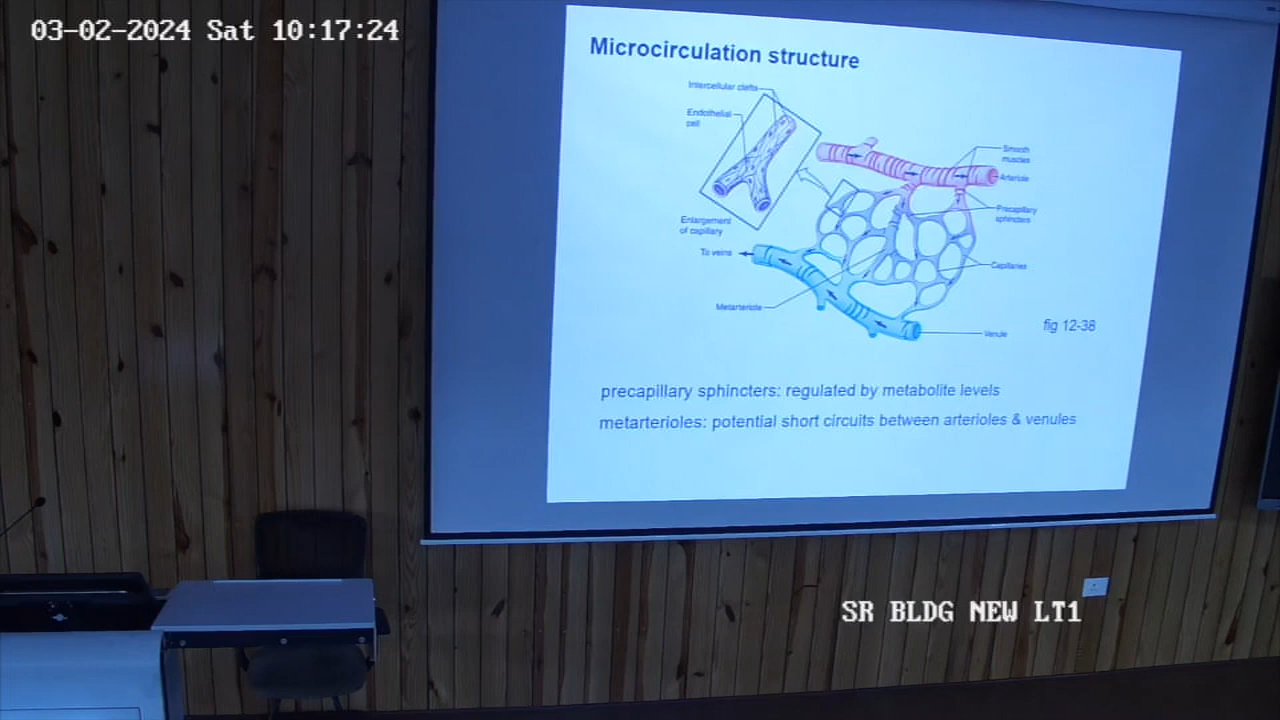 03-02-2024 Sat 10:17:24
Microcirculation structure
Intercellular clefts
Endothelial
cell
Smooth
muscles
Arteriole
Precapillary
sphincters
Enlargement
of capillary
To veins
Capillaries
Metarteriole
Venule
fig 12-38
precapillary sphincters: regulated by metabolite levels
metarterioles: potential short circuits between arterioles & venules
SR BLDG NEW LT1